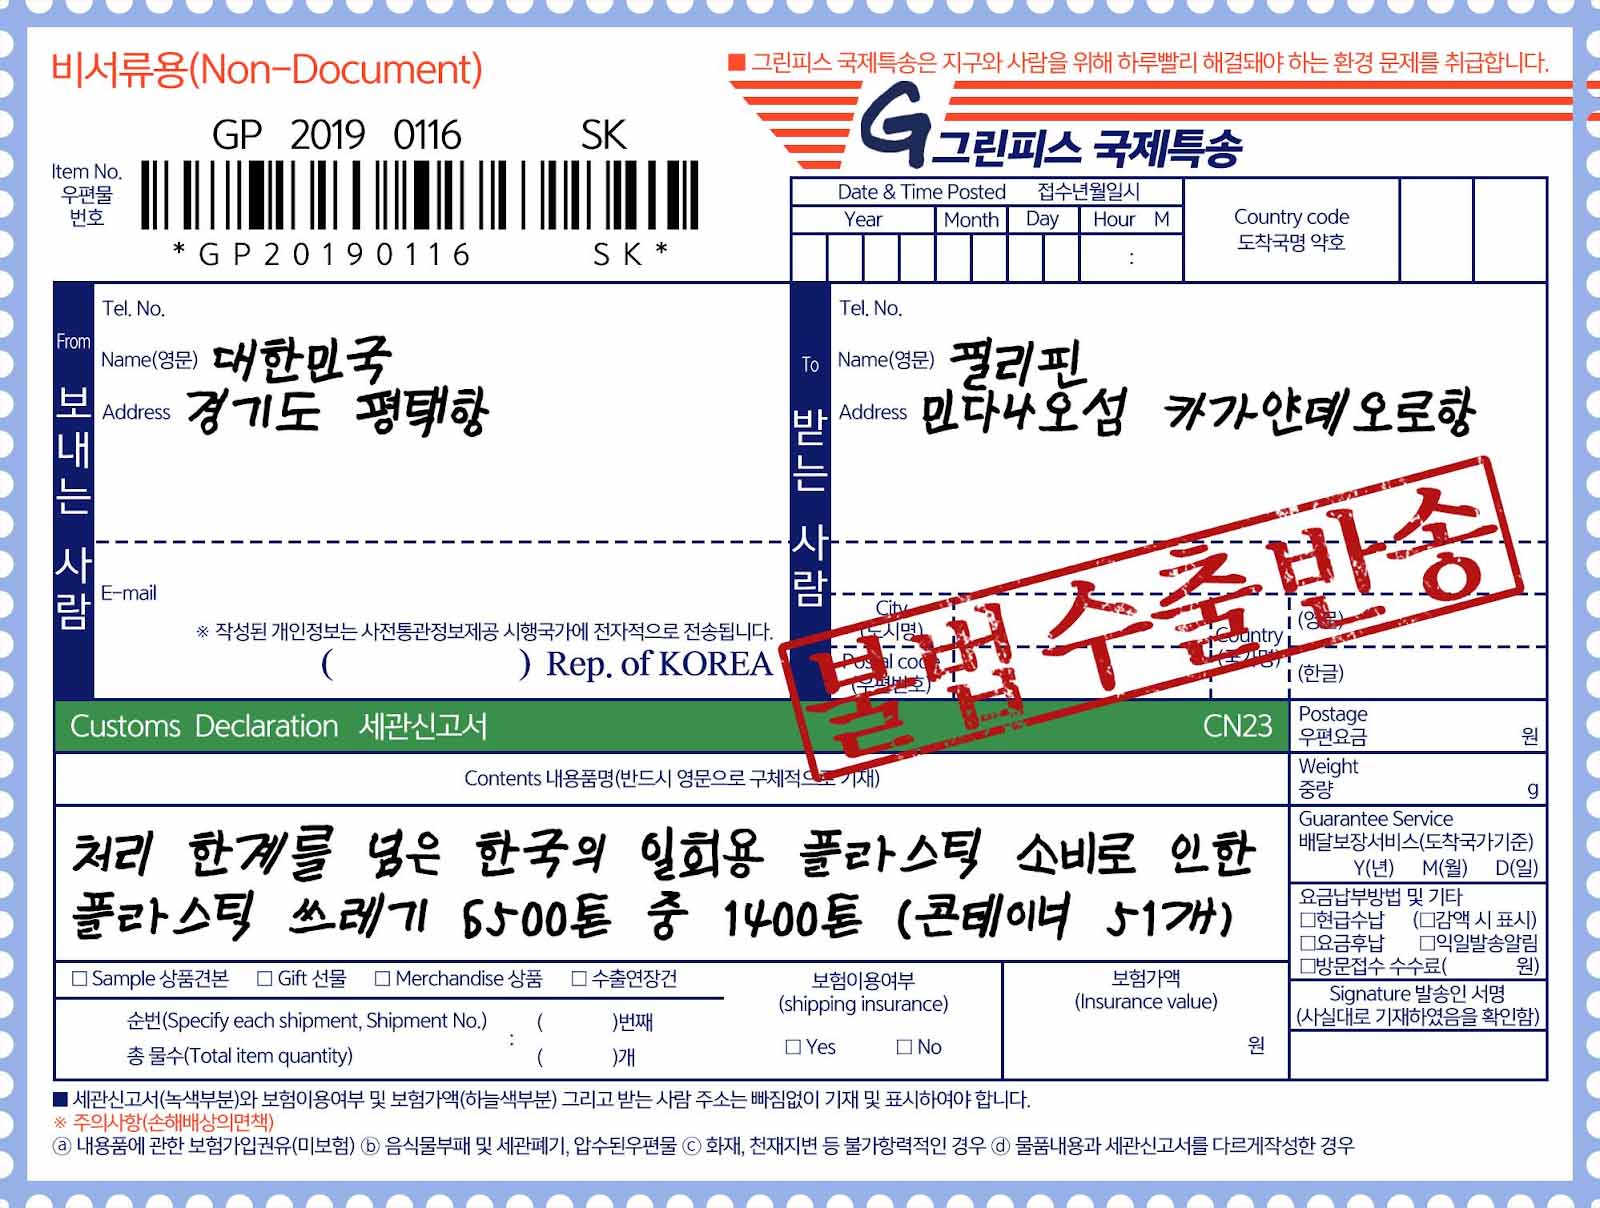 비서류용(Non-Document)
■ 그린피스 국제특송은 지구와 사람을 위해 하루빨리 해결돼야 하는 환경 문제를 취급합니다.
G 그린피스 국제특송
GP 2019 0116 SK
Item No.
우편물
번호
*GP20190116 SK*
Date & Time Posted 접수년월일시
Year Month Day Hour M
:
Country code
도착국명 약호
From
보내는 사람
Tel. No.
Name(영문) 대한민국
Address 경기도 평택항
E-mail
※ 작성된 개인정보는 사전통관정보제공 시행국가에 전자적으로 전송됩니다.
( ) Rep. of KOREA
To
받는 사람
Tel. No.
Name(영문) 필리핀
Address 민다나오섬 카가얀데오로항
불법수출반송
City
(도시명)
Postal code
(우편번호)
Country
(국가명)
(영문)
(한글)
Customs Declaration 세관신고서 CN23
Contents 내용품명(반드시 영문으로 구체적으로 기재)
처리 한계를 넘은 한국의 일회용 플라스틱 소비로 인한
플라스틱 쓰레기 6500톤 중 1400톤 (콘테이너 51개)
Postage
우편요금 원
Weight
중량 g
Guarantee Service
배달보장서비스(도착국가기준)
Y(년) M(월) D(일)
요금납부방법 및 기타
□현급수납 (□감액 시 표시)
□요금후납 □익일발송알림
□방문접수 수수료( 원)
Signature 발송인 서명
(사실대로 기재하였음을 확인함)
□ Sample 상품견본 □ Gift 선물 □ Merchandise 상품 □ 수출연장건
순번(Specify each shipment, Shipment No.) ( )번째
:
총 물수(Total item quantity) ( )개
보험이용여부
(shipping insurance)
□ Yes □ No
보험가액
(Insurance value)
원
■ 세관신고서(녹색부분)와 보험이용여부 및 보험가액(하늘색부분) 그리고 받는 사람 주소는 빠짐없이 기재 및 표시하여야 합니다.
※ 주의사항(손해배상의면책)
ⓐ 내용품에 관한 보험가입권유(미보험) ⓑ 음식물부패 및 세관폐기, 압수된우편물 ⓒ 화재, 천재지변 등 불가항력적인 경우 ⓓ 물품내용과 세관신고서를 다르게작성한 경우